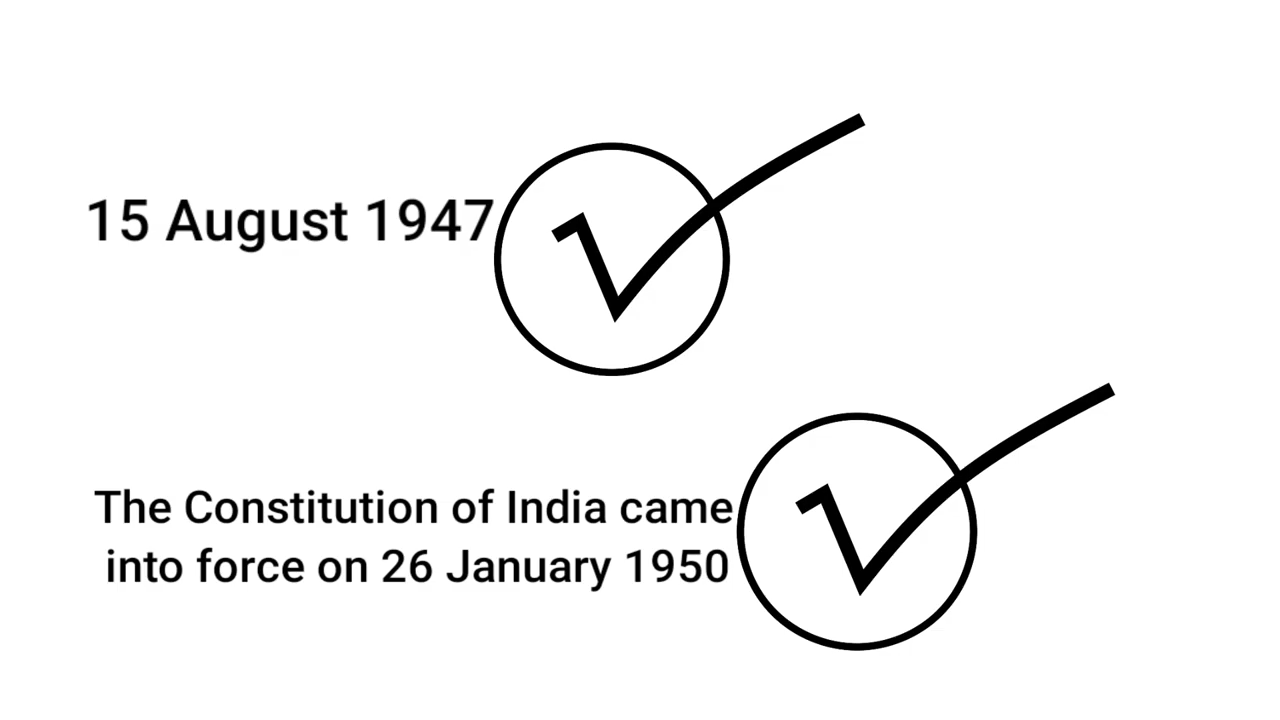 15 August 1947
The Constitution of India came
into force on 26 January 1950